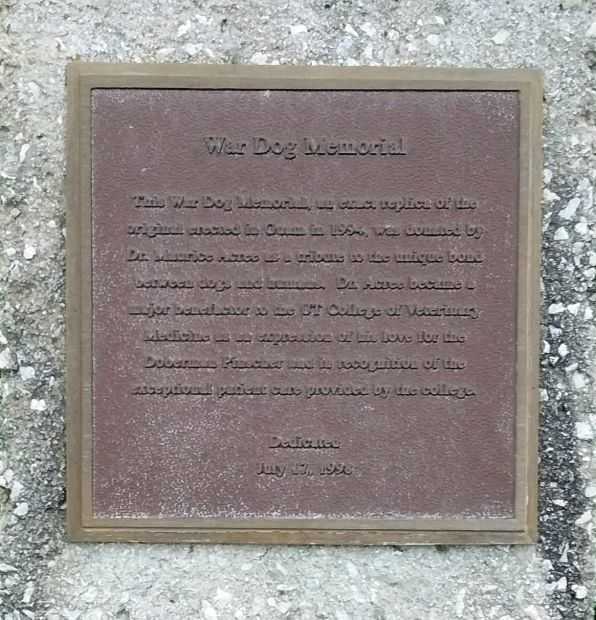 War Dog Memorial
This War Dog Memorial, an exact replica of the
original erected in Guam in 1994, was donated by
Dr. Maurice Acree as a tribute to the unique bond
between dogs and humans. Dr. Acree became a
major benefactor to the UT College of Veterinary
Medicine as an expression of his love for the
Doberman Pinscher and in recognition of the
exceptional patient care provided by the college.
Dedicated
July 17, 1998